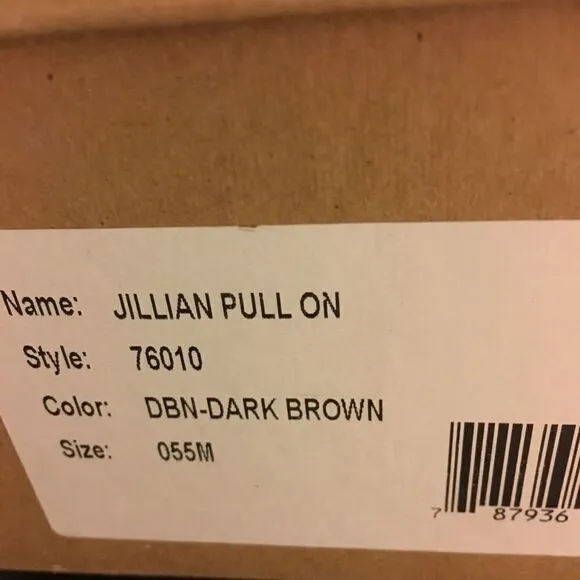 Name: JILLIAN PULL ON
Style: 76010
Color: DBN-DARK BROWN
Size: 055M
7 87936